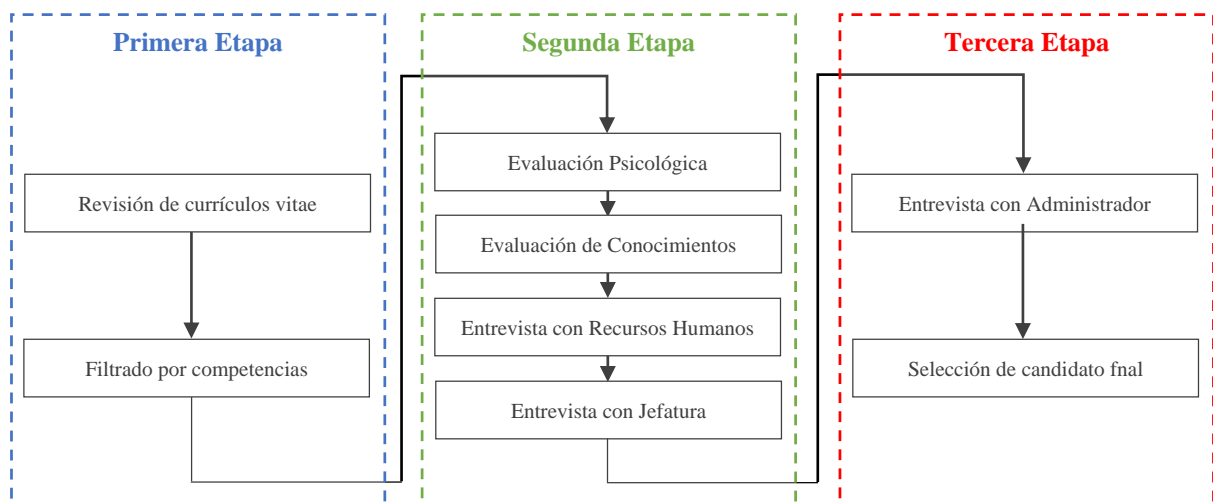 Primera Etapa
Revisión de currículos vitae
Filtrado por competencias
Segunda Etapa
Evaluación Psicológica
Evaluación de Conocimientos
Entrevista con Recursos Humanos
Entrevista con Jefatura
Tercera Etapa
Entrevista con Administrador
Selección de candidato fnal